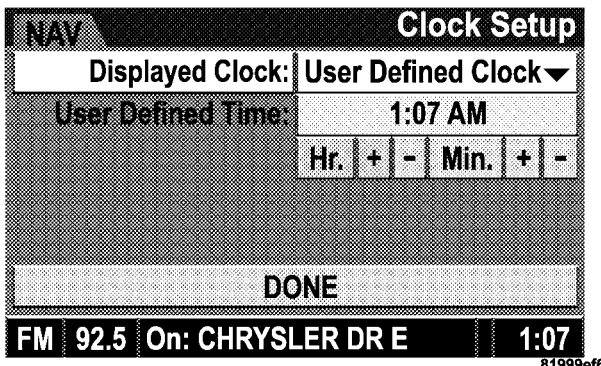 NAV Clock Setup
Displayed Clock: User Defined Clock
User Defined Time: 1:07 AM
Hr. + - Min. + -
DONE
FM 92.5 On: CHRYSLER DR E 1:07